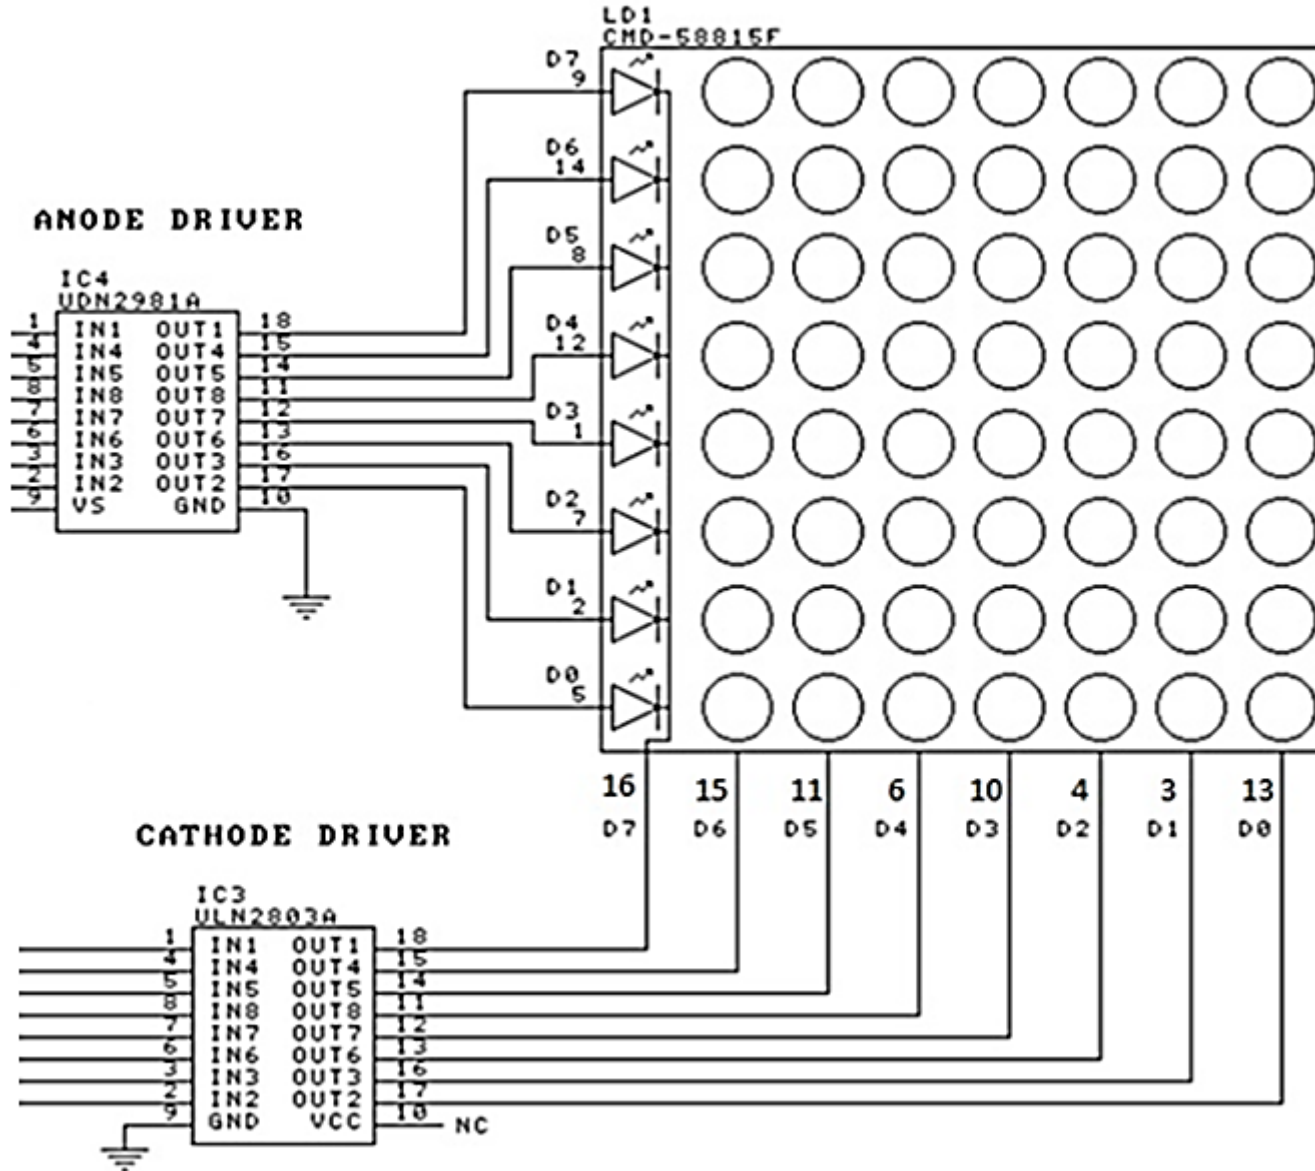 LD1
CMD-58815F
D7
9
D6
14
D5
8
D4
12
D3
1
D2
7
D1
2
D0
5
ANODE DRIVER
IC4
UDN2981A
1 IN1 OUT1 18
4 IN4 OUT4 15
5 IN5 OUT5 14
8 IN8 OUT8 11
7 IN7 OUT7 12
6 IN6 OUT6 13
3 IN3 OUT3 16
2 IN2 OUT2 17
9 VS GND 10
16 15 11 6 10 4 3 13
D7 D6 D5 D4 D3 D2 D1 D0
CATHODE DRIVER
IC3
ULN2803A
1 IN1 OUT1 18
4 IN4 OUT4 15
5 IN5 OUT5 14
8 IN8 OUT8 11
7 IN7 OUT7 12
6 IN6 OUT6 13
3 IN3 OUT3 16
2 IN2 OUT2 17
9 GND VCC 10 NC